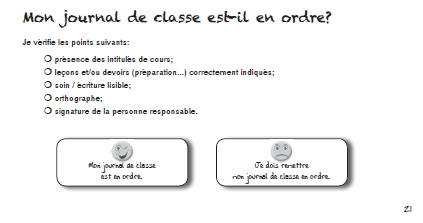 Mon journal de classe est-il en ordre?
Je vérifie les points suivants:
❍ présence des intitulés de cours;
❍ leçons et/ou devoirs (préparation...) correctement indiqués;
❍ soin / écriture lisible;
❍ orthographe;
❍ signature de la personne responsable.
Mon journal de classe
est en ordre.
Je dois remettre
mon journal de classe en ordre.
21